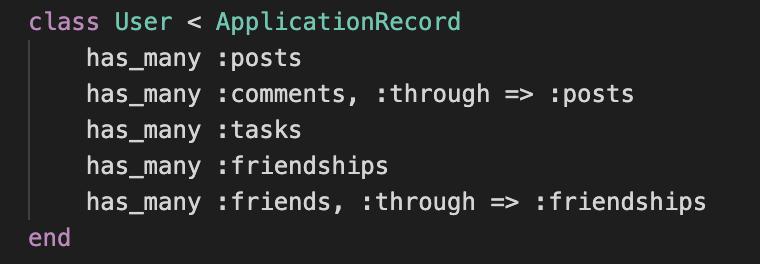 class User < ApplicationRecord
has_many :posts
has_many :comments, :through => :posts
has_many :tasks
has_many :friendships
has_many :friends, :through => :friendships
end